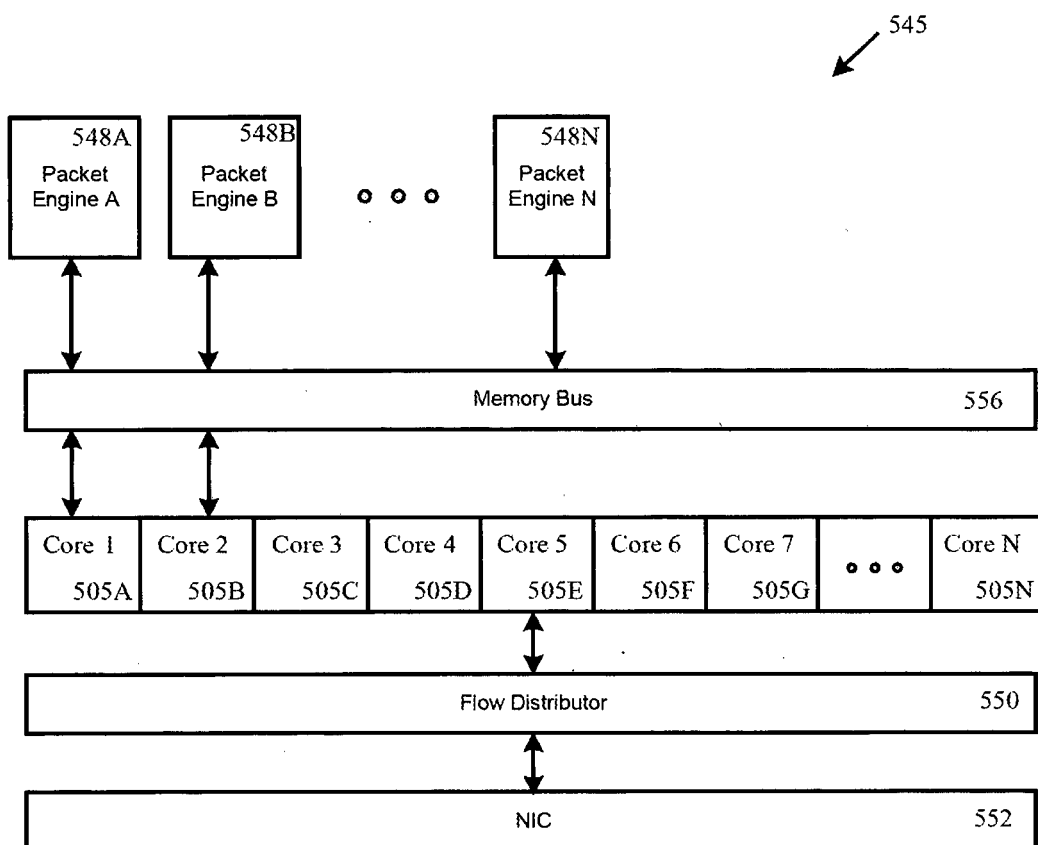 545
548A
Packet
Engine A
548B
Packet
Engine B
548N
Packet
Engine N
Memory Bus
556
Core 1
505A
Core 2
505B
Core 3
505C
Core 4
505D
Core 5
505E
Core 6
505F
Core 7
505G
Core N
505N
Flow Distributor
550
NIC
552